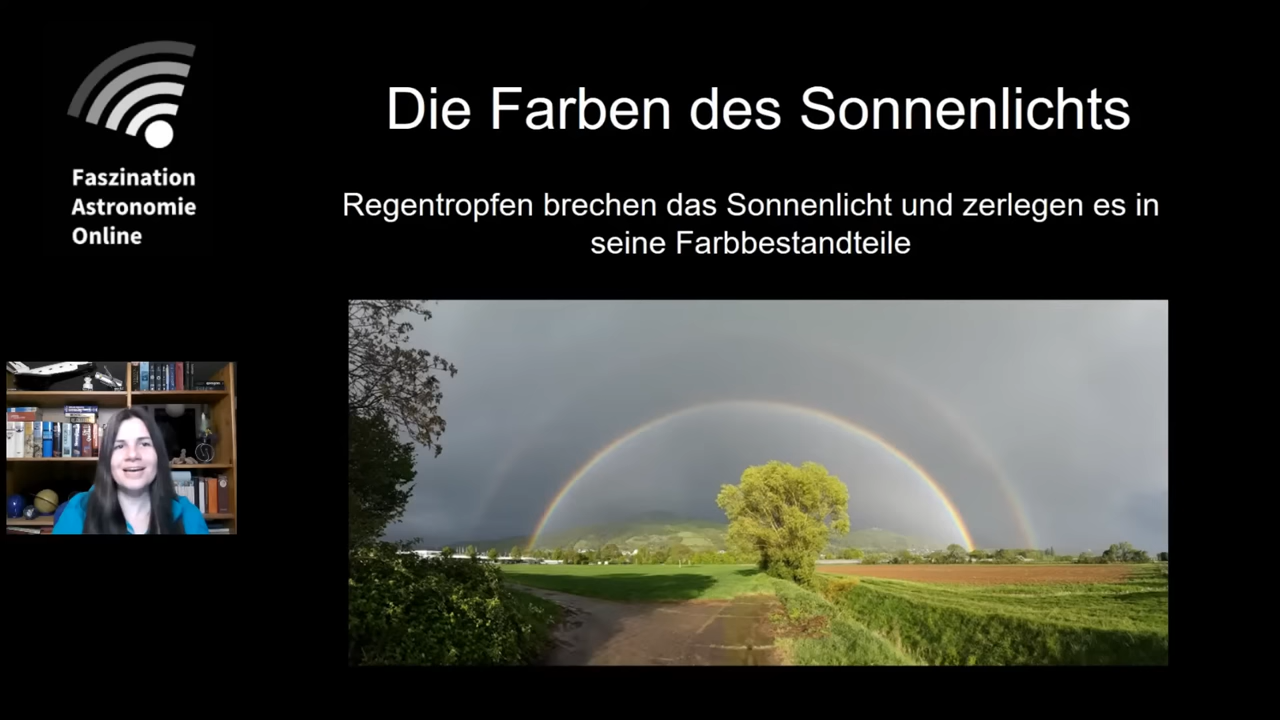 Faszination
Astronomie
Online
Die Farben des Sonnenlichts
Regentropfen brechen das Sonnenlicht und zerlegen es in
seine Farbbestandteile